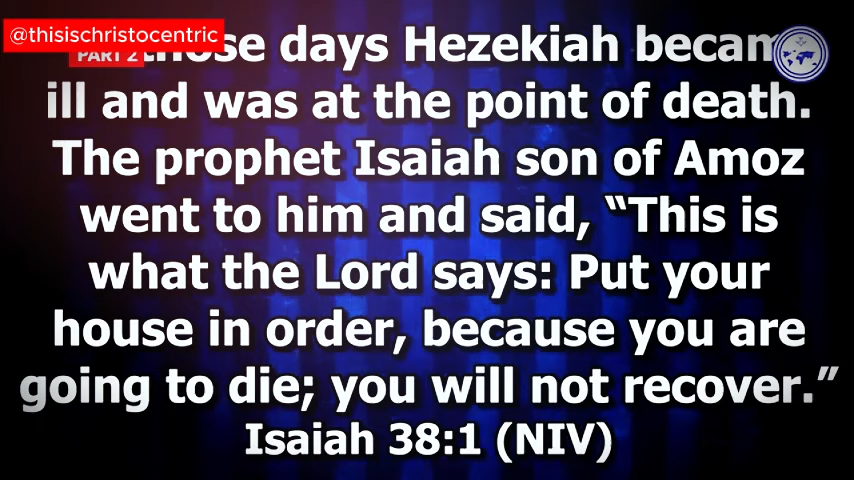 @thisischristocentric
PART 2
those days Hezekiah became
ill and was at the point of death.
The prophet Isaiah son of Amoz
went to him and said, “This is
what the Lord says: Put your
house in order, because you are
going to die; you will not recover.”
Isaiah 38:1 (NIV)